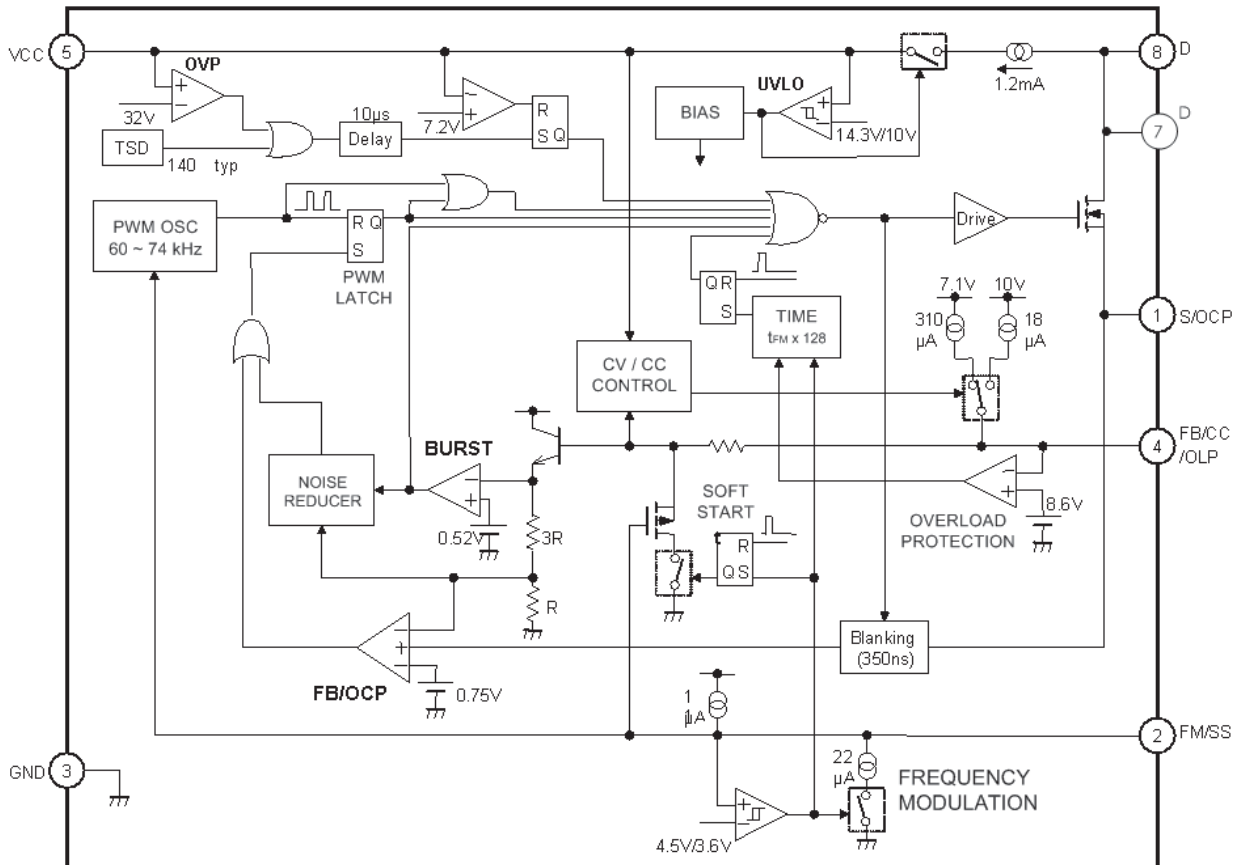 VCC
5
OVP
+
−
32V
TSD
140 typ
10µs
Delay
−
+
7.2V
R
S Q
BIAS
UVLO
+
−
14.3V/10V
1.2mA
8
D
D
7
PWM OSC
60 ~ 74 kHz
R Q
S
PWM
LATCH
Drive
Q R
S
TIME
tFM x 128
7.1V
10V
310
µA
18
µA
1
S/OCP
CV / CC
CONTROL
4
FB/CC
/OLP
BURST
NOISE
REDUCER
−
+
0.52V
3R
R
SOFT
START
R
Q S
−
+
8.6V
OVERLOAD
PROTECTION
Blanking
(350ns)
−
+
−
FB/OCP
0.75V
1
µA
2
FM/SS
GND
3
22
µA
FREQUENCY
MODULATION
+
−
4.5V/3.6V